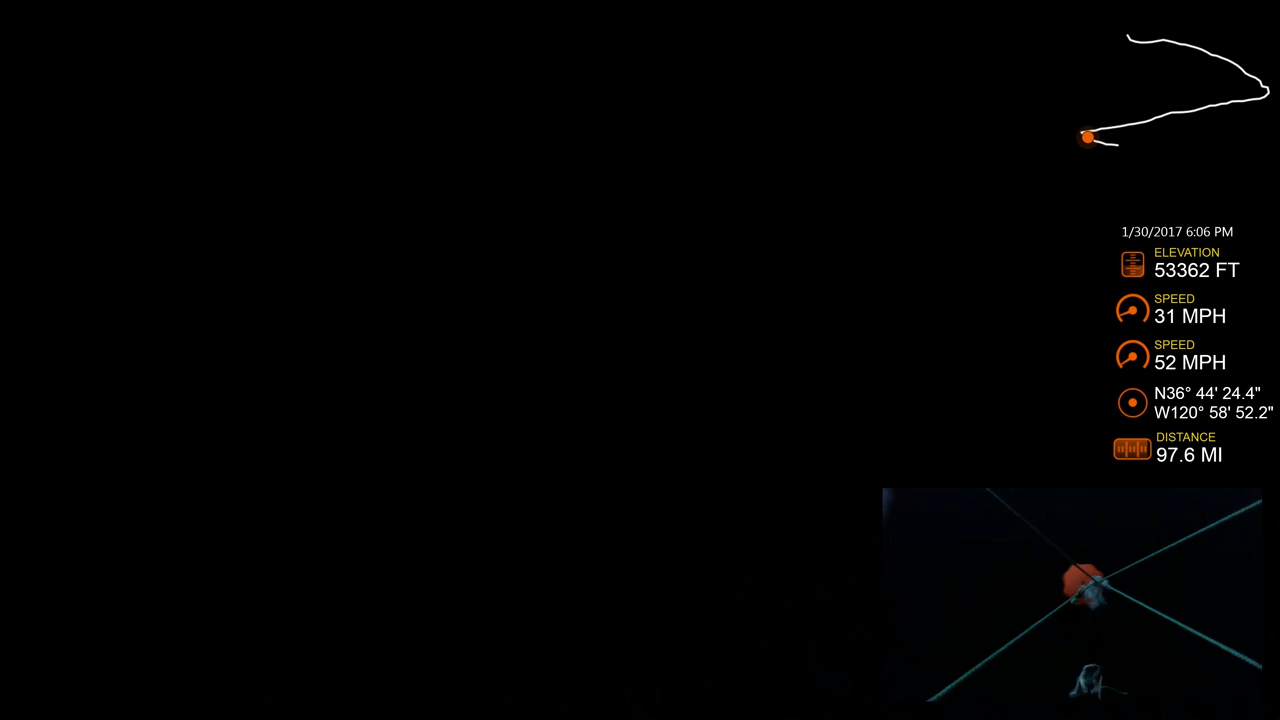 1/30/2017 6:06 PM
ELEVATION
53362 FT
SPEED
31 MPH
SPEED
52 MPH
N36° 44' 24.4"
W120° 58' 52.2"
DISTANCE
97.6 MI